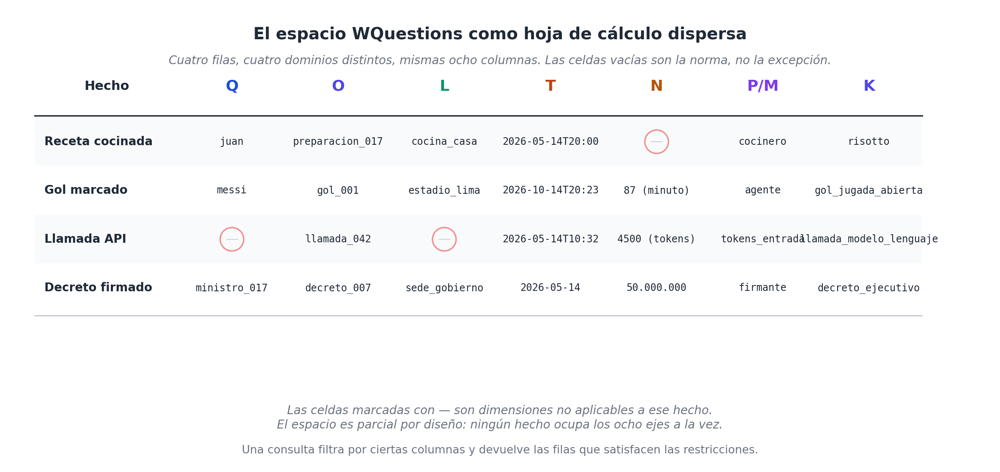 El espacio WQuestions como hoja de cálculo dispersa
Cuatro filas, cuatro dominios distintos, mismas ocho columnas. Las celdas vacías son la norma, no la excepción.
Hecho Q O L T N P/M K
Receta cocinada juan preparacion_017 cocina_casa 2026-05-14T20:00 — cocinero risotto
Gol marcado messi gol_001 estadio_lima 2026-10-14T20:23 87 (minuto) agente gol_jugada_abierta
Llamada API — llamada_042 — 2026-05-14T10:32 4500 (tokens) tokens_entrada llamada_modelo_lenguaje
Decreto firmado ministro_017 decreto_007 sede_gobierno 2026-05-14 50.000.000 firmante decreto_ejecutivo
Las celdas marcadas con — son dimensiones no aplicables a ese hecho.
El espacio es parcial por diseño: ningún hecho ocupa los ocho ejes a la vez.
Una consulta filtra por ciertas columnas y devuelve las filas que satisfacen las restricciones.